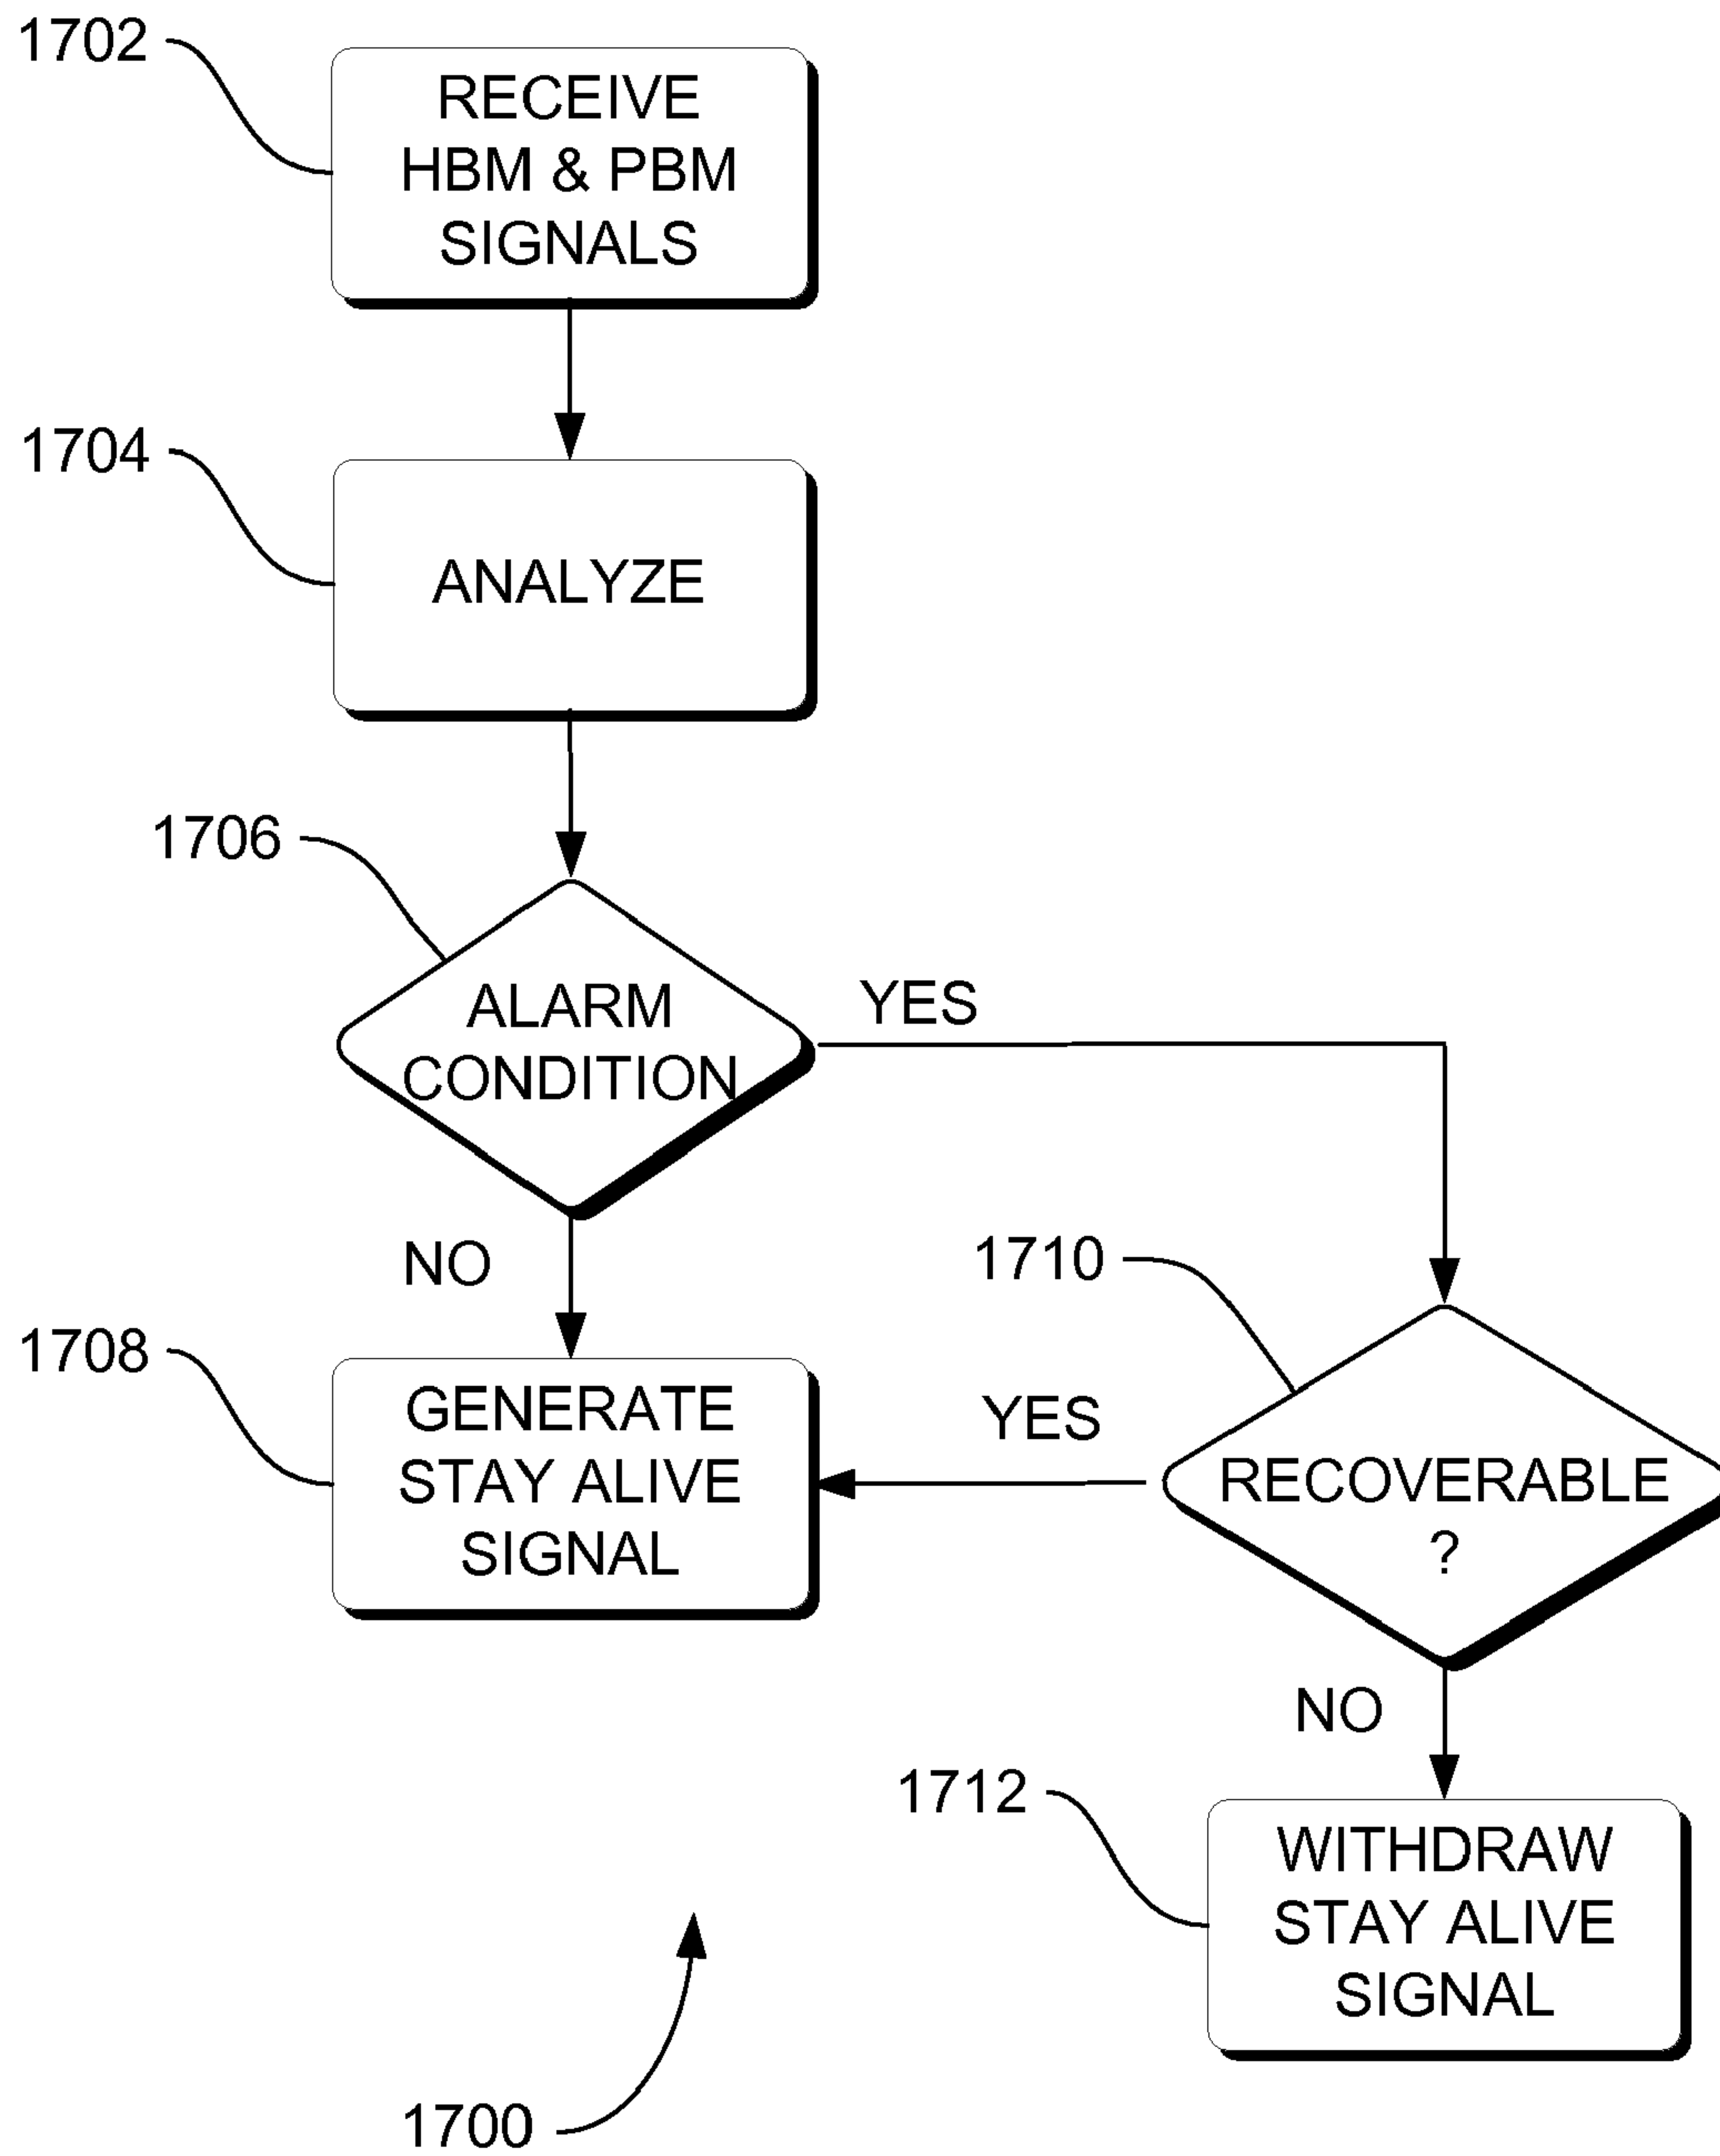 1702
RECEIVE
HBM & PBM
SIGNALS
1704
ANALYZE
1706
ALARM
CONDITION
YES
NO
1710
1708
GENERATE
STAY ALIVE
SIGNAL
YES
RECOVERABLE
?
NO
1712
WITHDRAW
STAY ALIVE
SIGNAL
1700